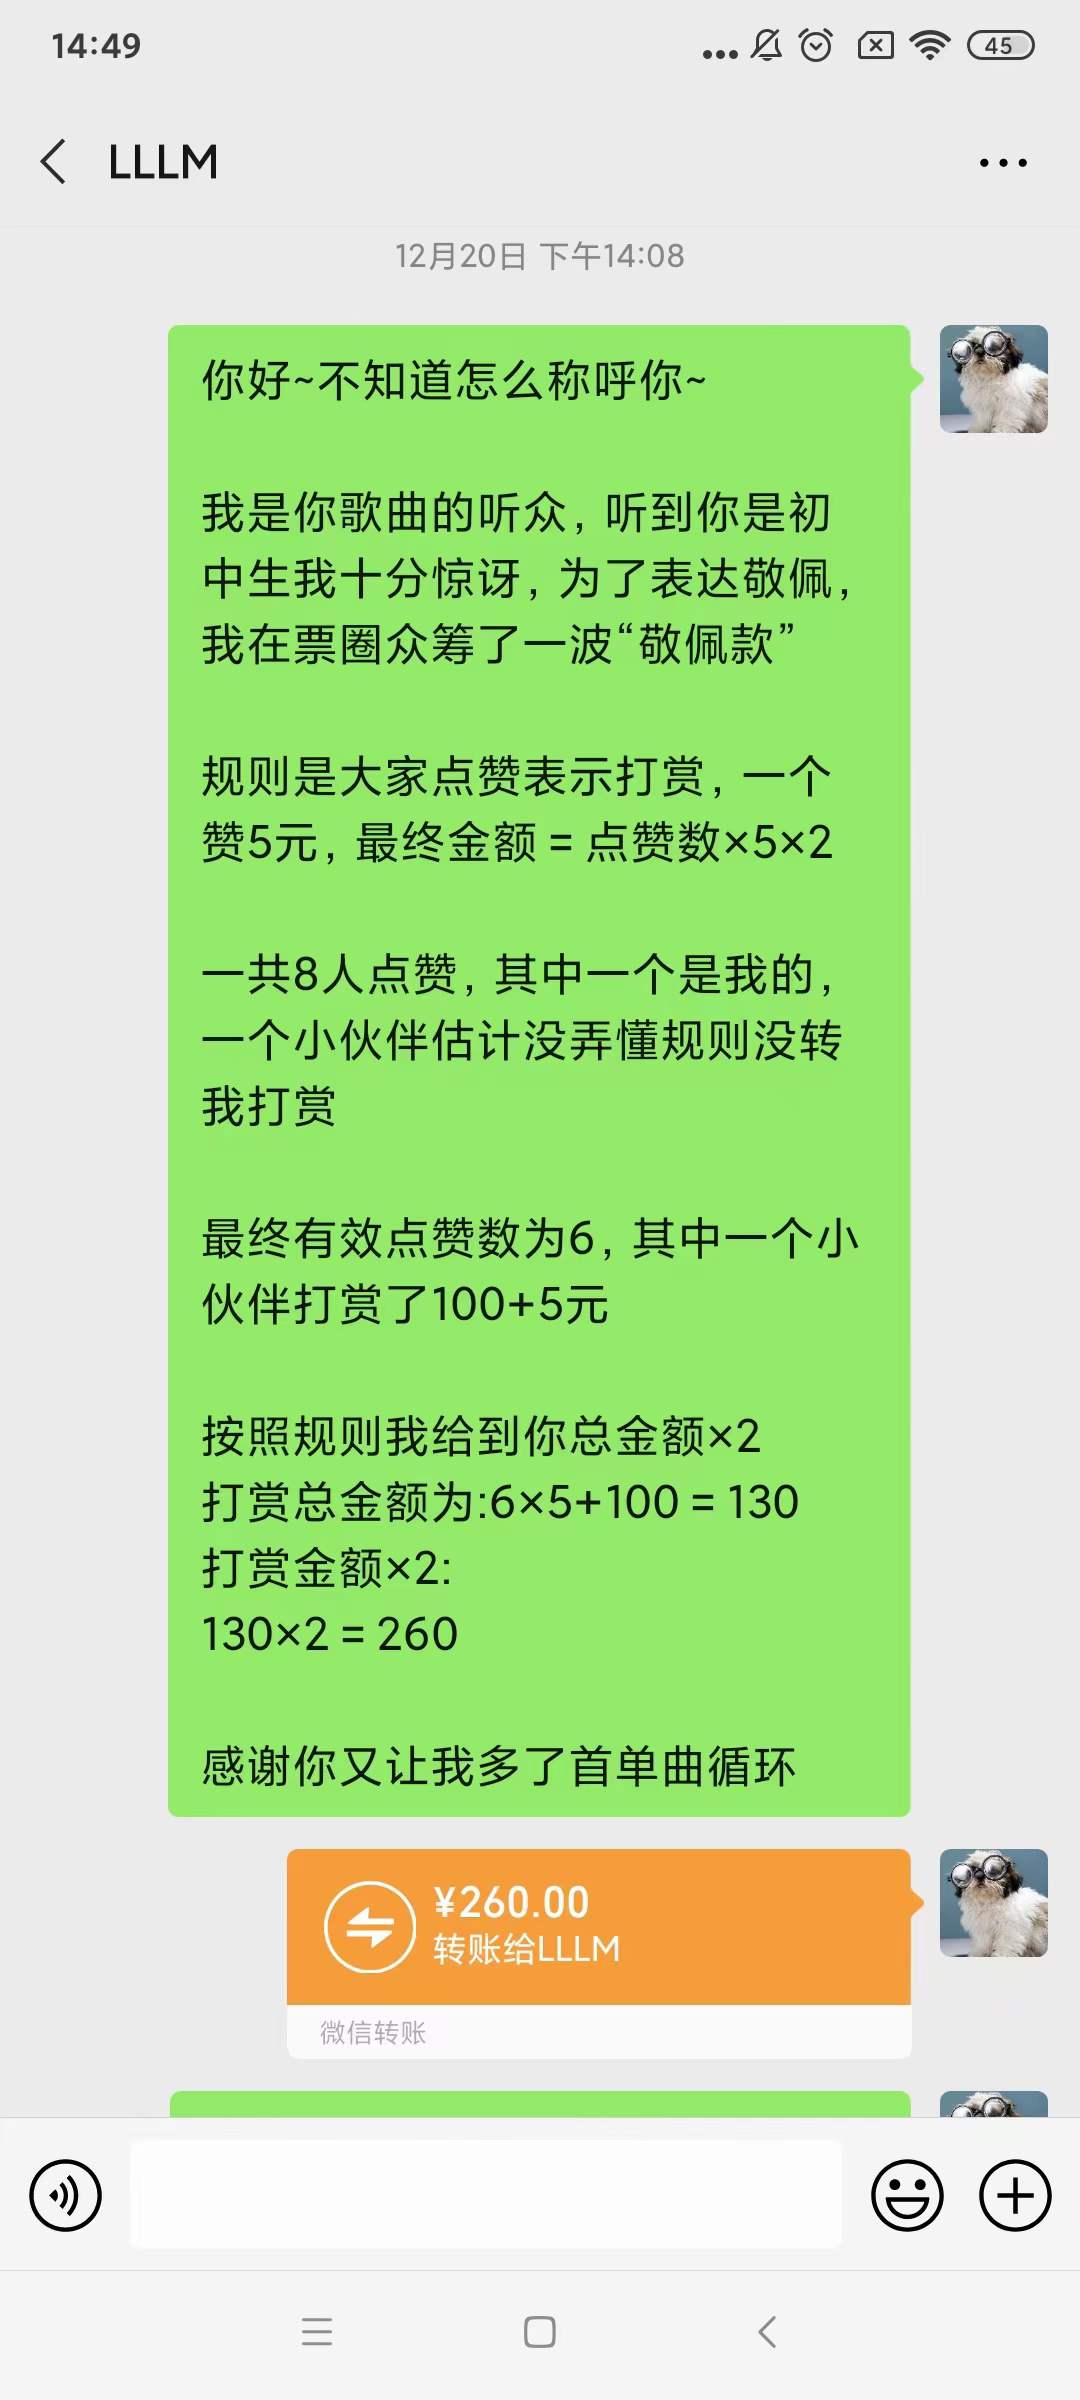 14:49
45
LLLM
12月20日 下午14:08
你好~不知道怎么称呼你~
我是你歌曲的听众，听到你是初
中生我十分惊讶，为了表达敬佩，
我在票圈众筹了一波“敬佩款”
规则是大家点赞表示打赏，一个
赞5元，最终金额 = 点赞数×5×2
一共8人点赞，其中一个是我的，
一个小伙伴估计没弄懂规则没转
我打赏
最终有效点赞数为6，其中一个小
伙伴打赏了100+5元
按照规则我给到你总金额×2
打赏总金额为:6×5+100 = 130
打赏金额×2:
130×2 = 260
感谢你又让我多了首单曲循环
¥260.00
转账给LLLM
微信转账